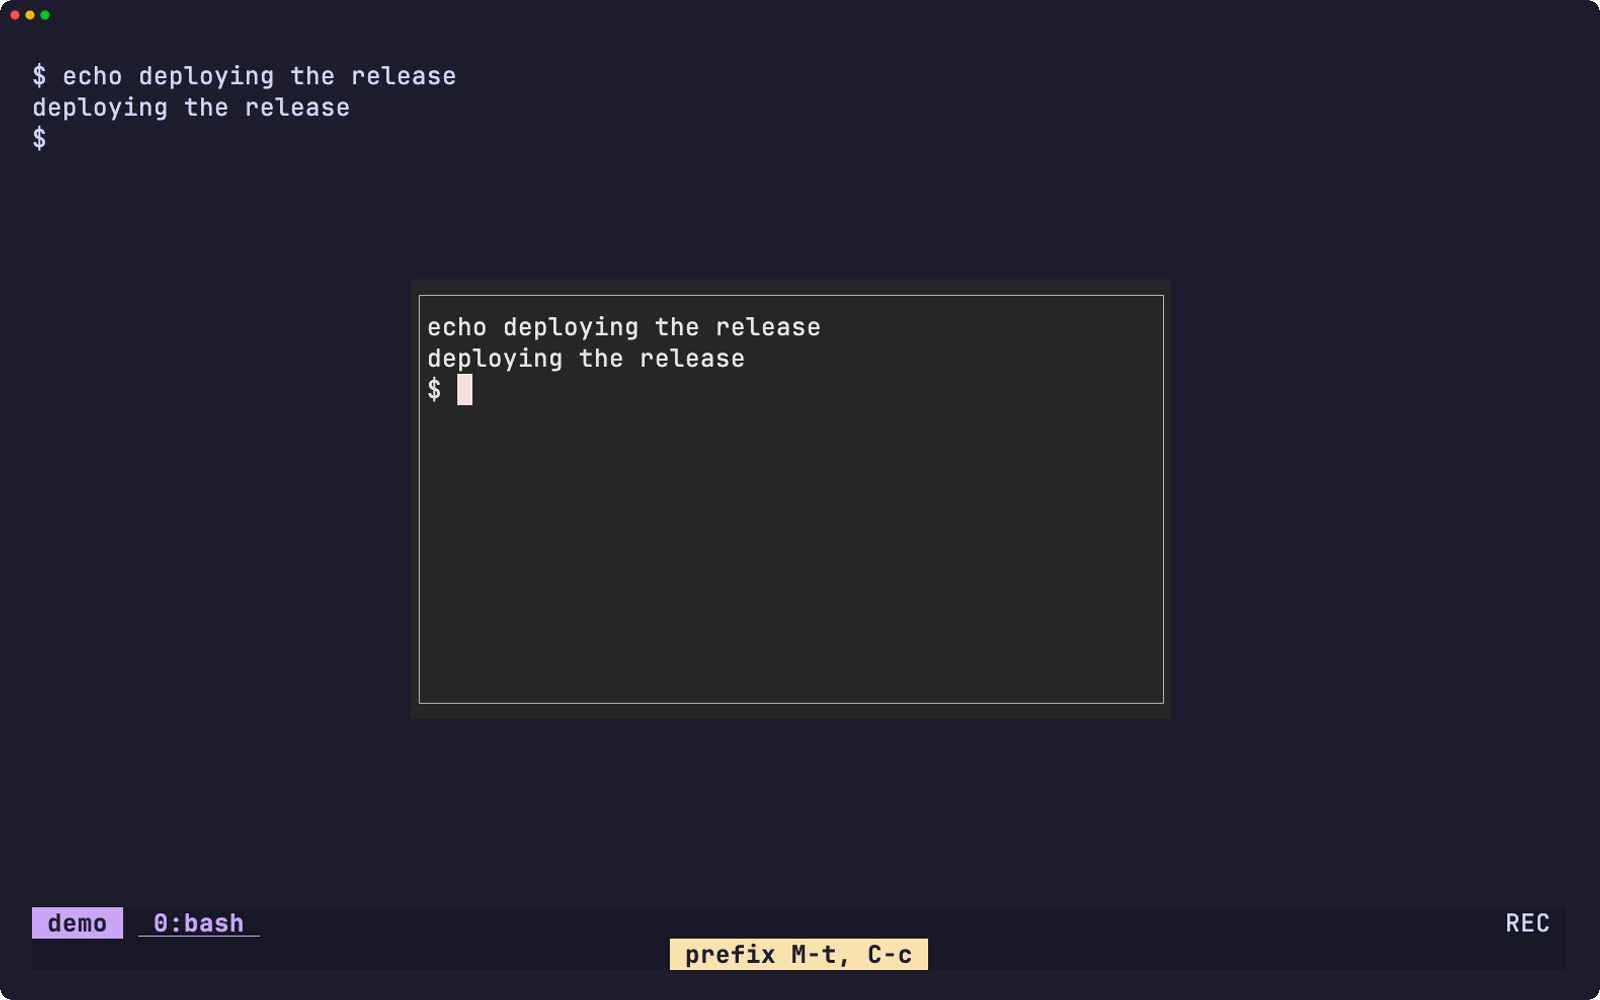 $ echo deploying the release
deploying the release
$
echo deploying the release
deploying the release
$
demo 0:bash REC
prefix M-t, C-c